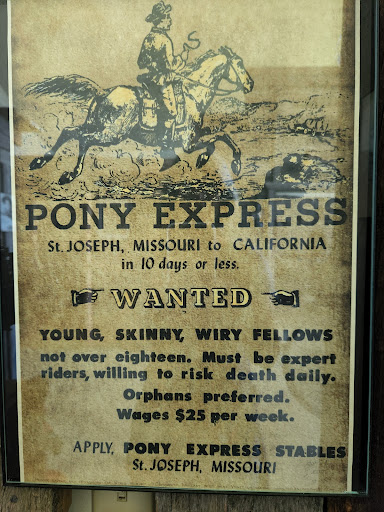 PONY EXPRESS
St. JOSEPH, MISSOURI to CALIFORNIA
in 10 days or less.
WANTED
YOUNG, SKINNY, WIRY FELLOWS
not over eighteen. Must be expert
riders, willing to risk death daily.
Orphans preferred.
Wages $25 per week.
APPLY, PONY EXPRESS STABLES
St. JOSEPH, MISSOURI